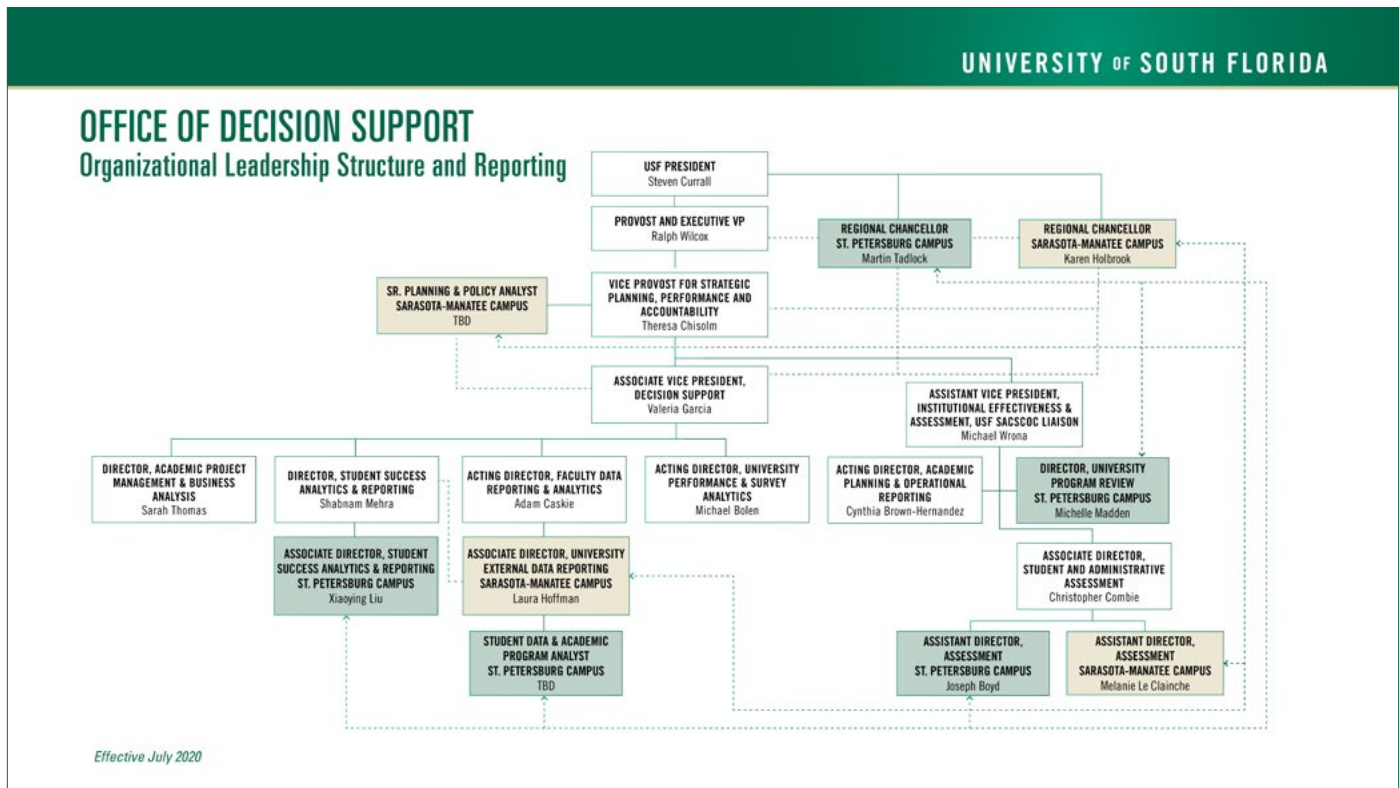 UNIVERSITY OF SOUTH FLORIDA
OFFICE OF DECISION SUPPORT
Organizational Leadership Structure and Reporting
USF PRESIDENT
Steven Currall
PROVOST AND EXECUTIVE VP
Ralph Wilcox
REGIONAL CHANCELLOR
ST. PETERSBURG CAMPUS
Martin Tadlock
REGIONAL CHANCELLOR
SARASOTA-MANATEE CAMPUS
Karen Holbrook
SR. PLANNING & POLICY ANALYST
SARASOTA-MANATEE CAMPUS
TBD
VICE PROVOST FOR STRATEGIC
PLANNING, PERFORMANCE AND
ACCOUNTABILITY
Theresa Chisolm
ASSOCIATE VICE PRESIDENT,
DECISION SUPPORT
Valeria Garcia
ASSISTANT VICE PRESIDENT,
INSTITUTIONAL EFFECTIVENESS &
ASSESSMENT, USF SACSCOC LIAISON
Michael Wrona
DIRECTOR, ACADEMIC PROJECT
MANAGEMENT & BUSINESS
ANALYSIS
Sarah Thomas
DIRECTOR, STUDENT SUCCESS
ANALYTICS & REPORTING
Shabnam Mehra
ACTING DIRECTOR, FACULTY DATA
REPORTING & ANALYTICS
Adam Caskie
ACTING DIRECTOR, UNIVERSITY
PERFORMANCE & SURVEY
ANALYTICS
Michael Bolen
ACTING DIRECTOR, ACADEMIC
PLANNING & OPERATIONAL
REPORTING
Cynthia Brown-Hernandez
DIRECTOR, UNIVERSITY
PROGRAM REVIEW
ST. PETERSBURG CAMPUS
Michelle Madden
ASSOCIATE DIRECTOR, STUDENT
SUCCESS ANALYTICS & REPORTING
ST. PETERSBURG CAMPUS
Xiaoying Liu
ASSOCIATE DIRECTOR, UNIVERSITY
EXTERNAL DATA REPORTING
SARASOTA-MANATEE CAMPUS
Laura Hoffman
ASSOCIATE DIRECTOR,
STUDENT AND ADMINISTRATIVE
ASSESSMENT
Christopher Combie
STUDENT DATA & ACADEMIC
PROGRAM ANALYST
ST. PETERSBURG CAMPUS
TBD
ASSISTANT DIRECTOR,
ASSESSMENT
ST. PETERSBURG CAMPUS
Joseph Boyd
ASSISTANT DIRECTOR,
ASSESSMENT
SARASOTA-MANATEE CAMPUS
Melanie Le Clainche
Effective July 2020